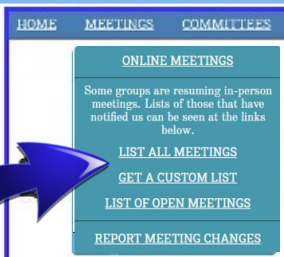 HOME MEETINGS COMMITTEES
ONLINE MEETINGS
Some groups are resuming in-person
meetings. Lists of those that have
notified us can be seen at the links
below.
LIST ALL MEETINGS
GET A CUSTOM LIST
LIST OF OPEN MEETINGS
REPORT MEETING CHANGES